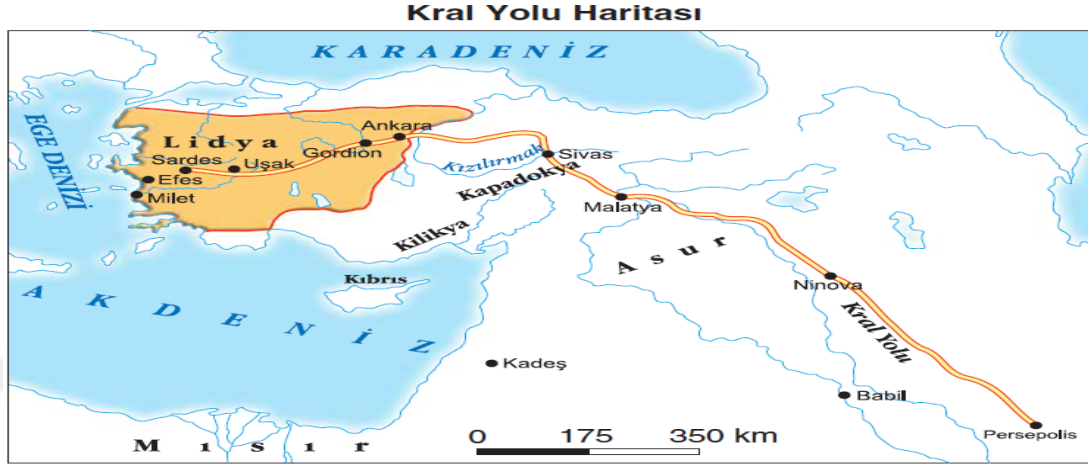 Kral Yolu Haritası
KARADENİZ
EGE DENİZİ
Lidya
Ankara
Gordion
Sardes
Uşak
Efes
Milet
Kızılırmak
Sivas
Kapadokya
Malatya
Kilikya
Asur
Kıbrıs
Ninova
AKDENİZ
Kral Yolu
Kadeş
Babil
Persepolis
Mısır
0 175 350 km